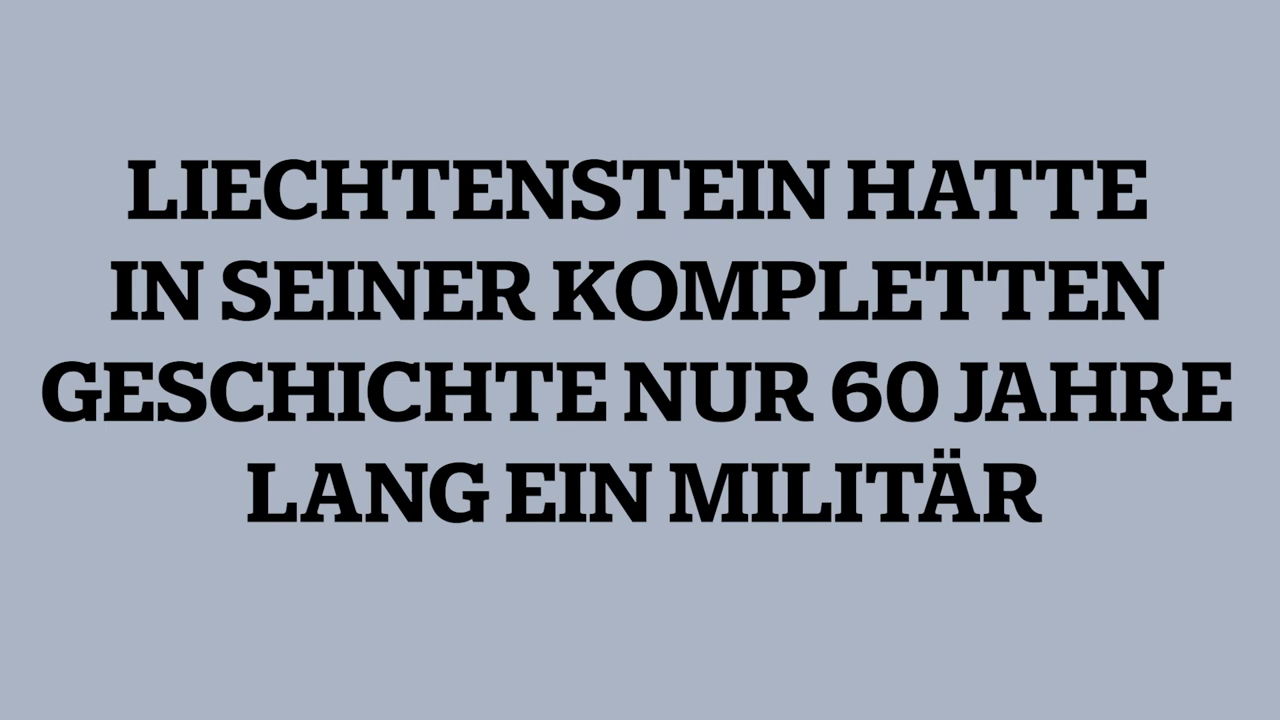 LIECHTENSTEIN HATTE
IN SEINER KOMPLETTEN
GESCHICHTE NUR 60 JAHRE
LANG EIN MILITÄR